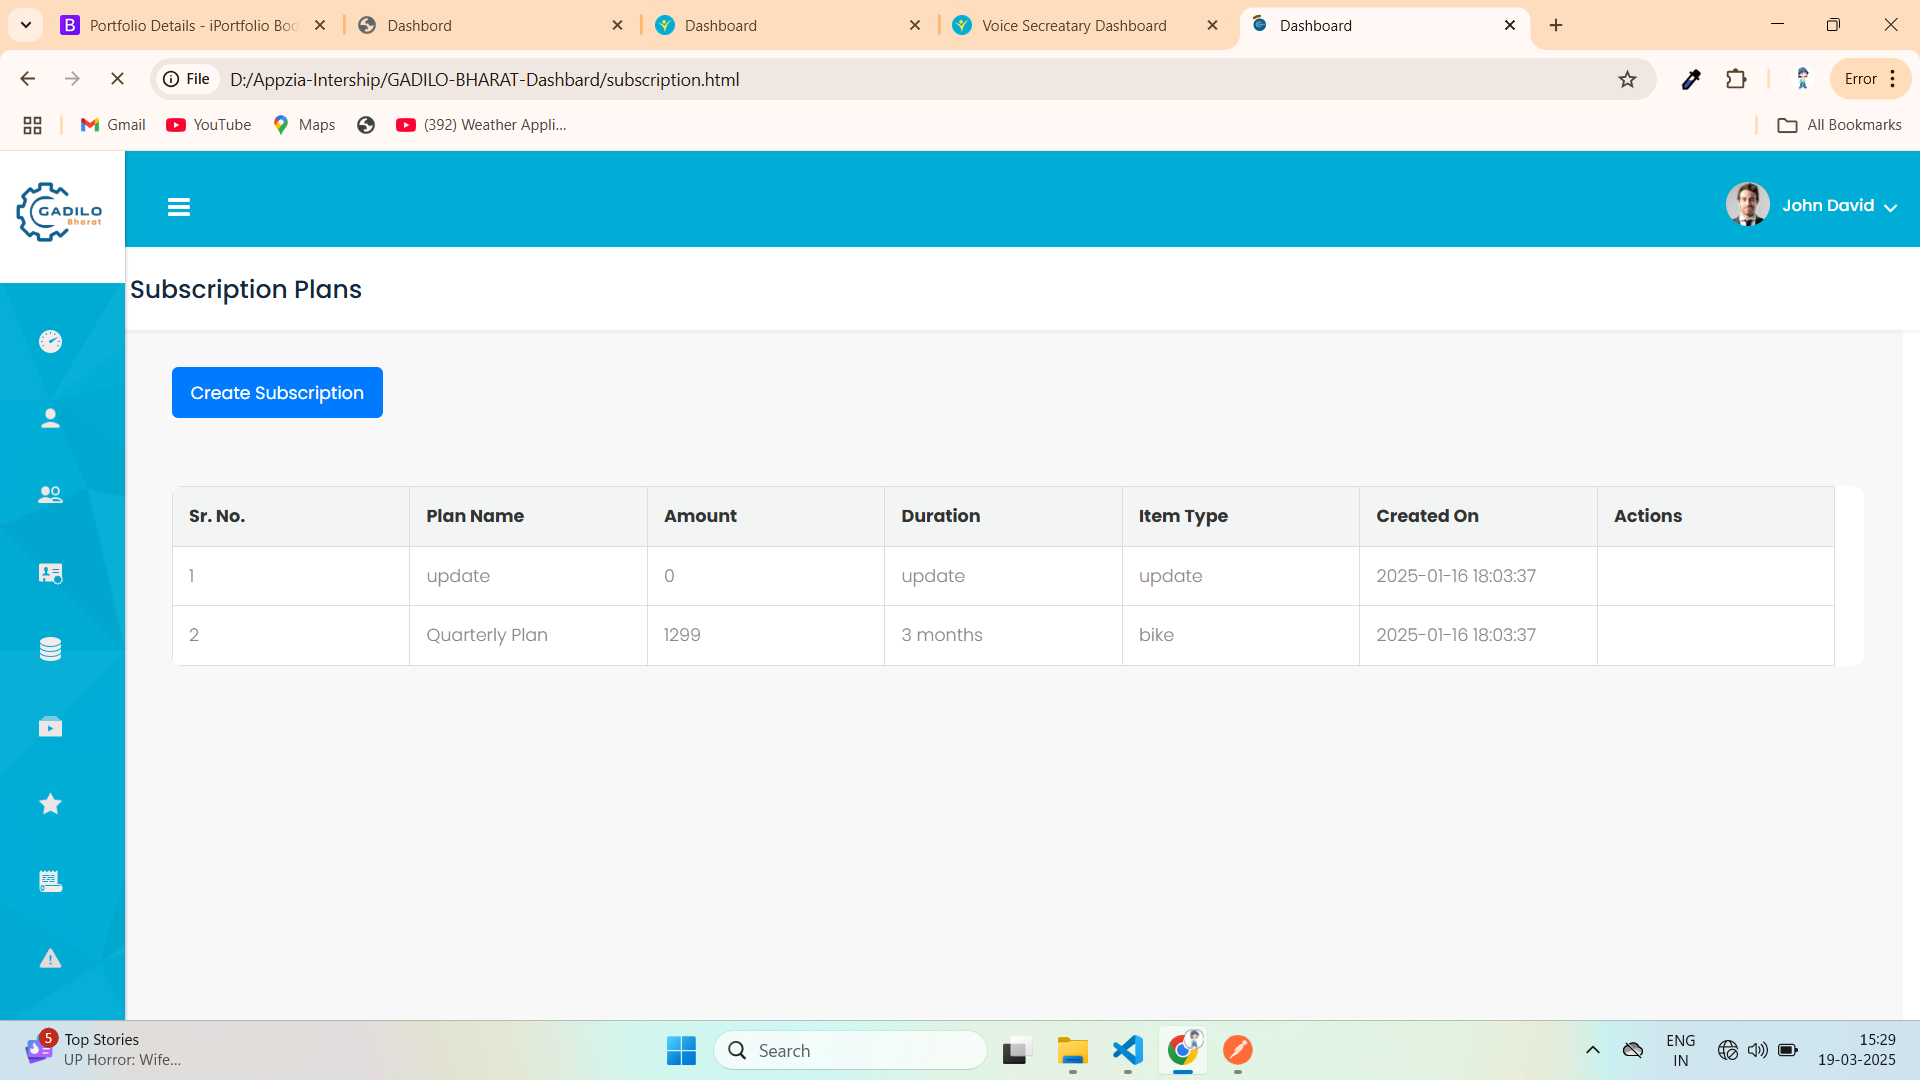 Portfolio Details - iPortfolio Boo
Dashbord
Dashboard
Voice Secreatary Dashboard
Dashboard
File
D:/Appzia-Intership/GADILO-BHARAT-Dashbard/subscription.html
Error
Gmail
YouTube
Maps
(392) Weather Appli...
All Bookmarks
GADILO
Bharat
John David
Subscription Plans
Create Subscription
Sr. No. Plan Name Amount Duration Item Type Created On Actions
1 update 0 update update 2025-01-16 18:03:37
2 Quarterly Plan 1299 3 months bike 2025-01-16 18:03:37
5
Top Stories
UP Horror: Wife...
Search
ENG
IN
15:29
19-03-2025